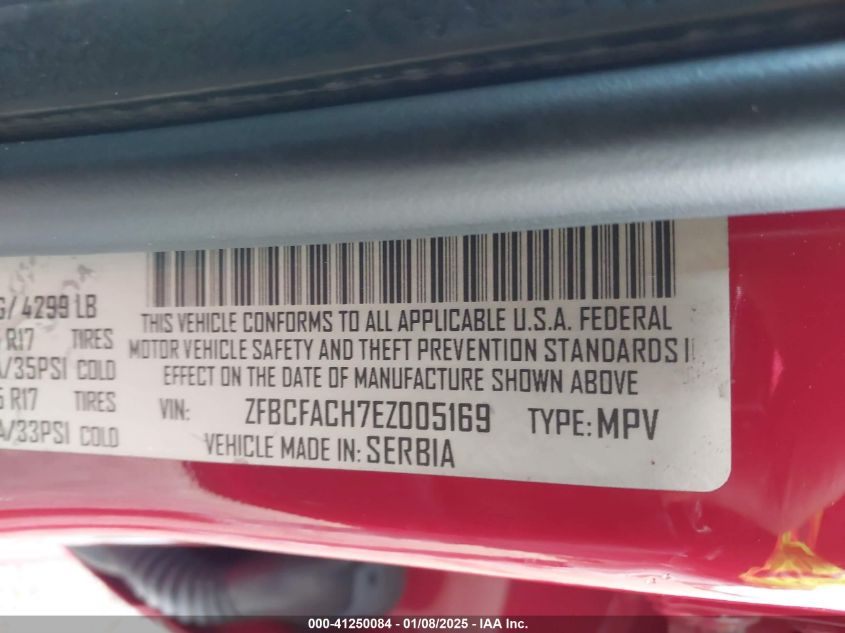 G/ 4299 LB
R17 TIRES
/35PSI COLD
R17 TIRES
/33PSI COLD
THIS VEHICLE CONFORMS TO ALL APPLICABLE U.S.A. FEDERAL
MOTOR VEHICLE SAFETY AND THEFT PREVENTION STANDARDS I
EFFECT ON THE DATE OF MANUFACTURE SHOWN ABOVE
VIN: ZFBCFACH7EZ005169 TYPE: MPV
VEHICLE MADE IN: SERBIA
000-41250084 - 01/08/2025 - IAA Inc.